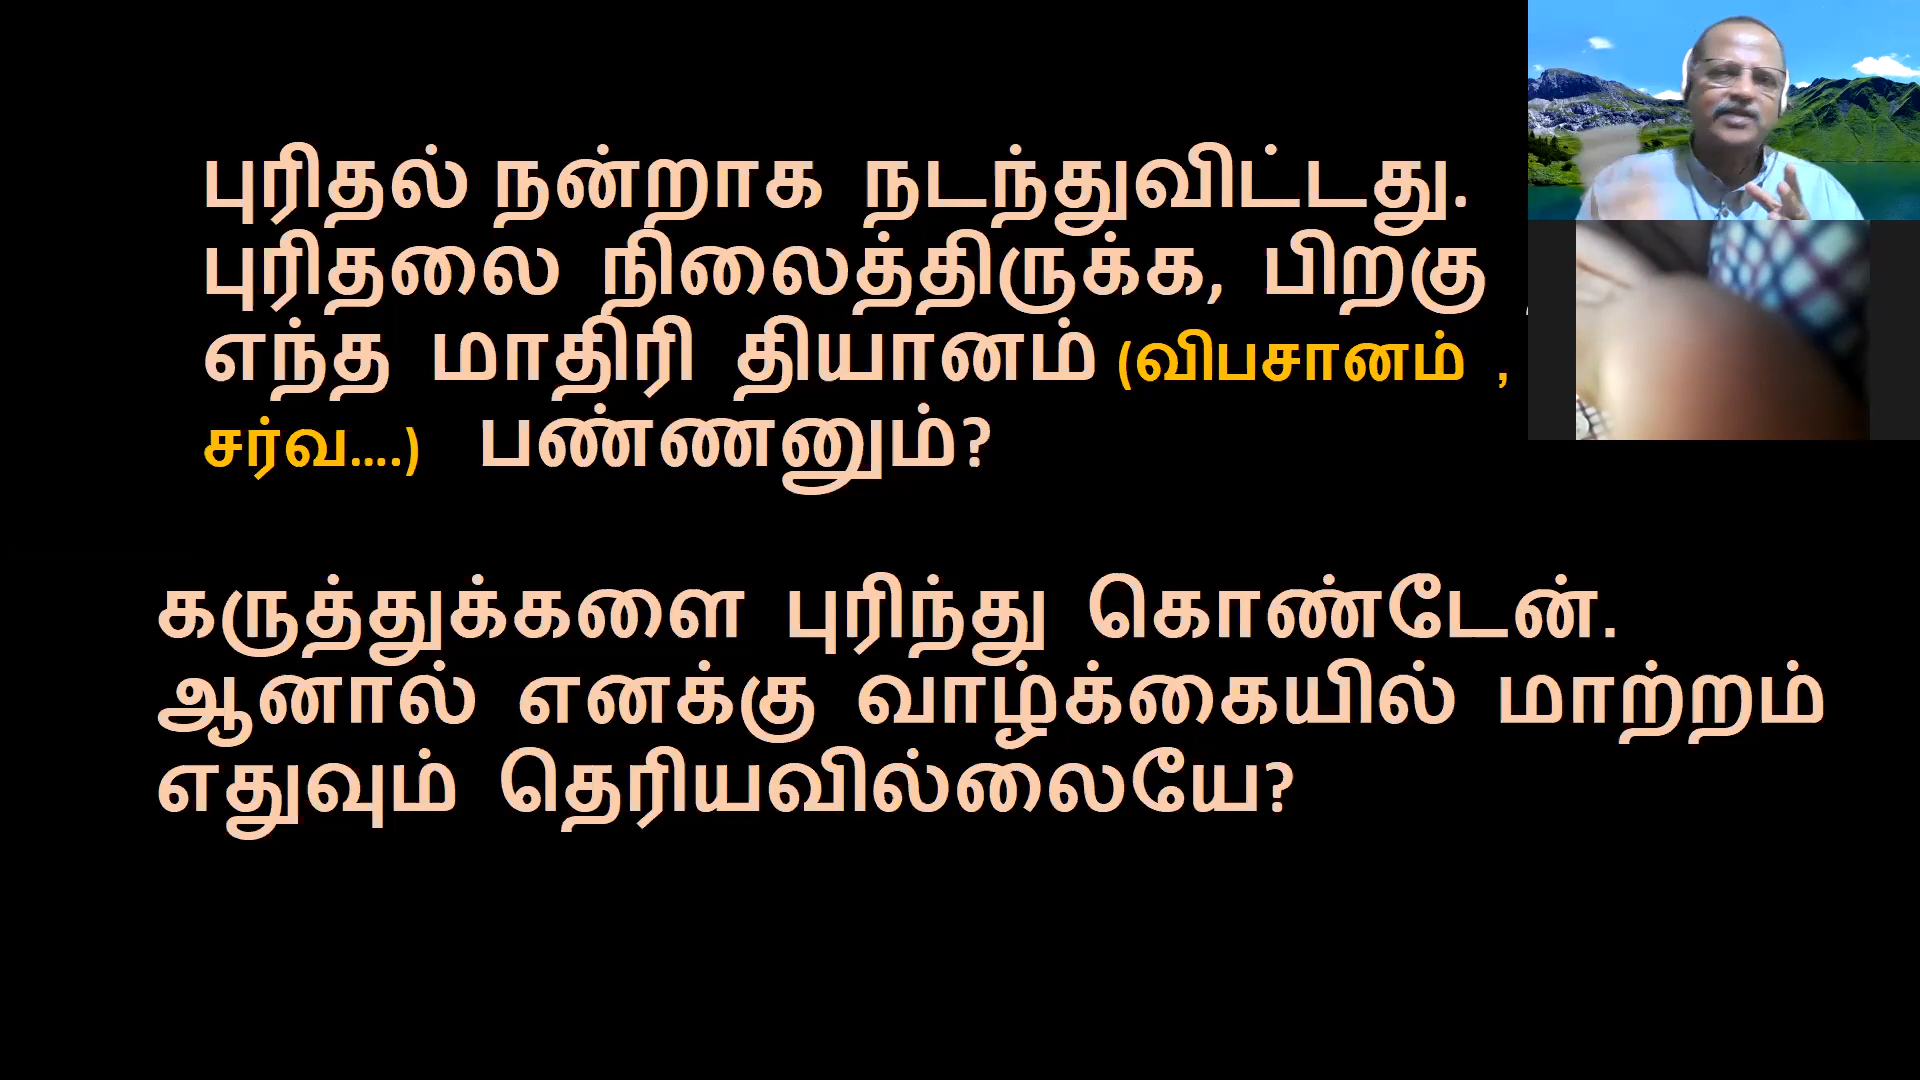 புரிதல் நன்றாக நடந்துவிட்டது.
புரிதலை நிலைத்திருக்க, பிறகு
எந்த மாதிரி தியானம் (விபசானம் ,
சர்வ....) பண்ணனும்?
கருத்துக்களை புரிந்து கொண்டேன்.
ஆனால் எனக்கு வாழ்க்கையில் மாற்றம்
எதுவும் தெரியவில்லையே?